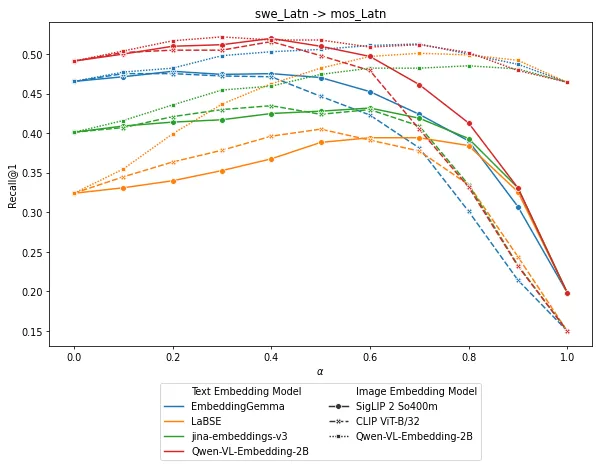 swe_Latn -> mos_Latn
0.50
0.45
0.40
0.35
0.30
0.25
0.20
0.15
Recall@1
0.0 0.2 0.4 0.6 0.8 1.0
α
Text Embedding Model Image Embedding Model
EmbeddingGemma SigLIP 2 So400m
LaBSE CLIP ViT-B/32
jina-embeddings-v3 Qwen-VL-Embedding-2B
Qwen-VL-Embedding-2B